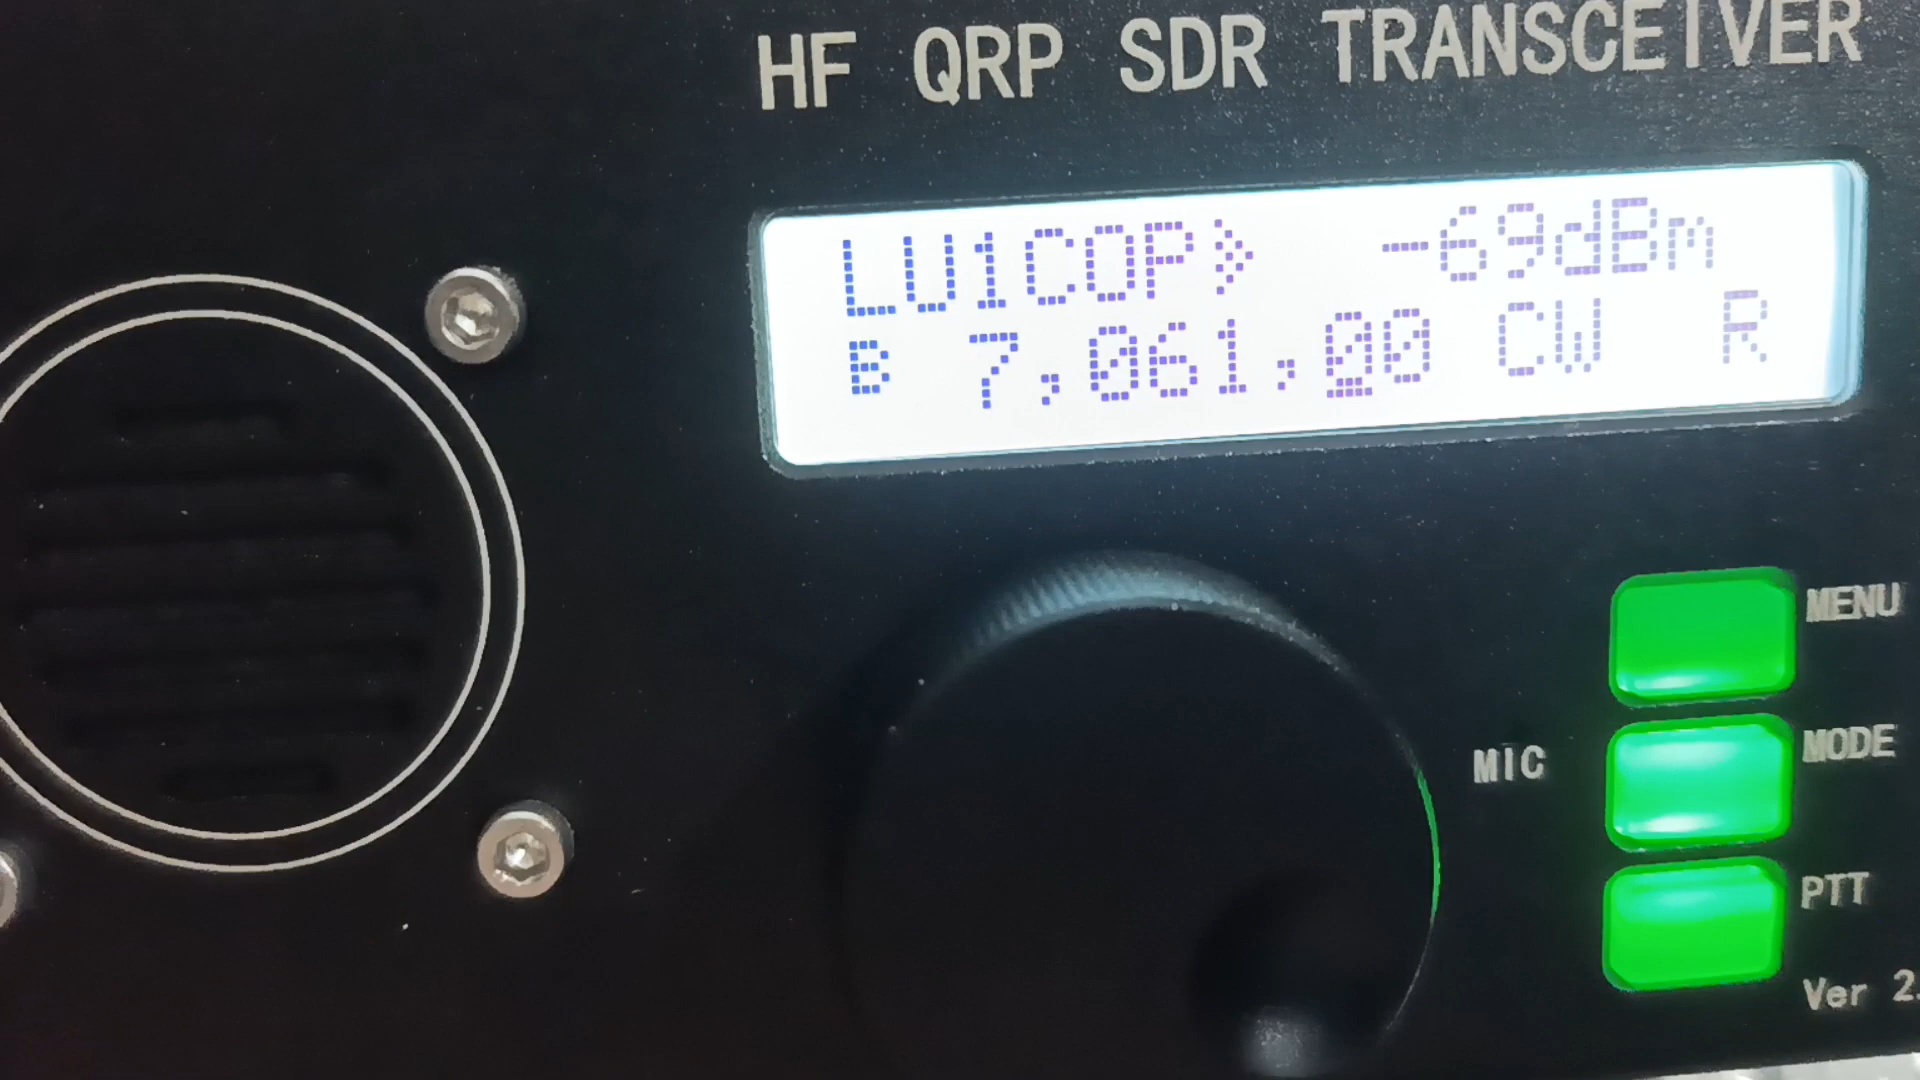 HF QRP SDR TRANSCEIVER
LU1COP» -69dBm
B 7,061,00 CW R
MENU
MIC MODE
PTT
Ver 2.